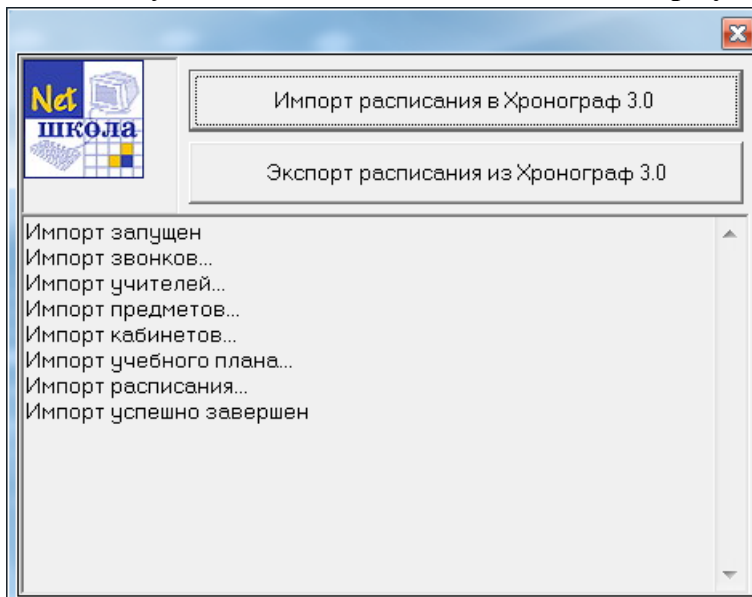 Net
школа
Импорт расписания в Хронограф 3.0
Экспорт расписания из Хронограф 3.0
Импорт запущен
Импорт звонков...
Импорт учителей...
Импорт предметов...
Импорт кабинетов...
Импорт учебного плана...
Импорт расписания...
Импорт успешно завершен